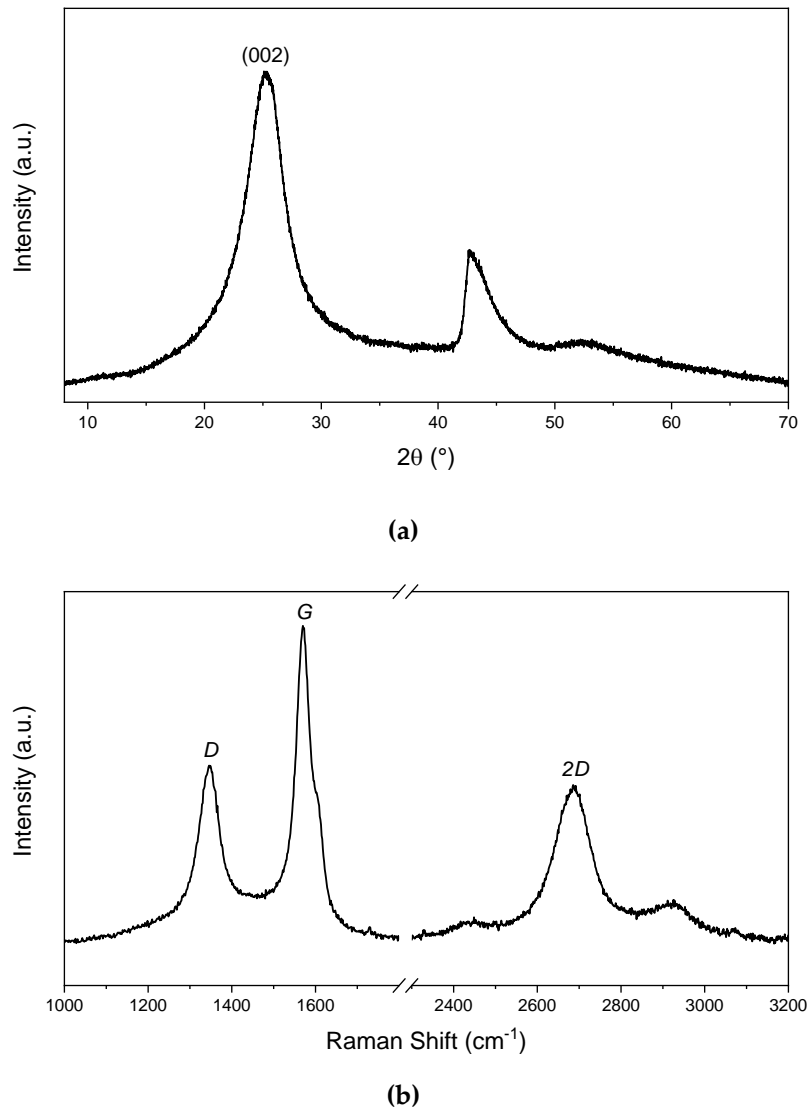 (002)
Intensity (a.u.)
10 20 30 40 50 60 70
2θ (°)
(a)
G
D
2D
Intensity (a.u.)
1000 1200 1400 1600 2400 2600 2800 3000 3200
Raman Shift (cm⁻¹)
(b)